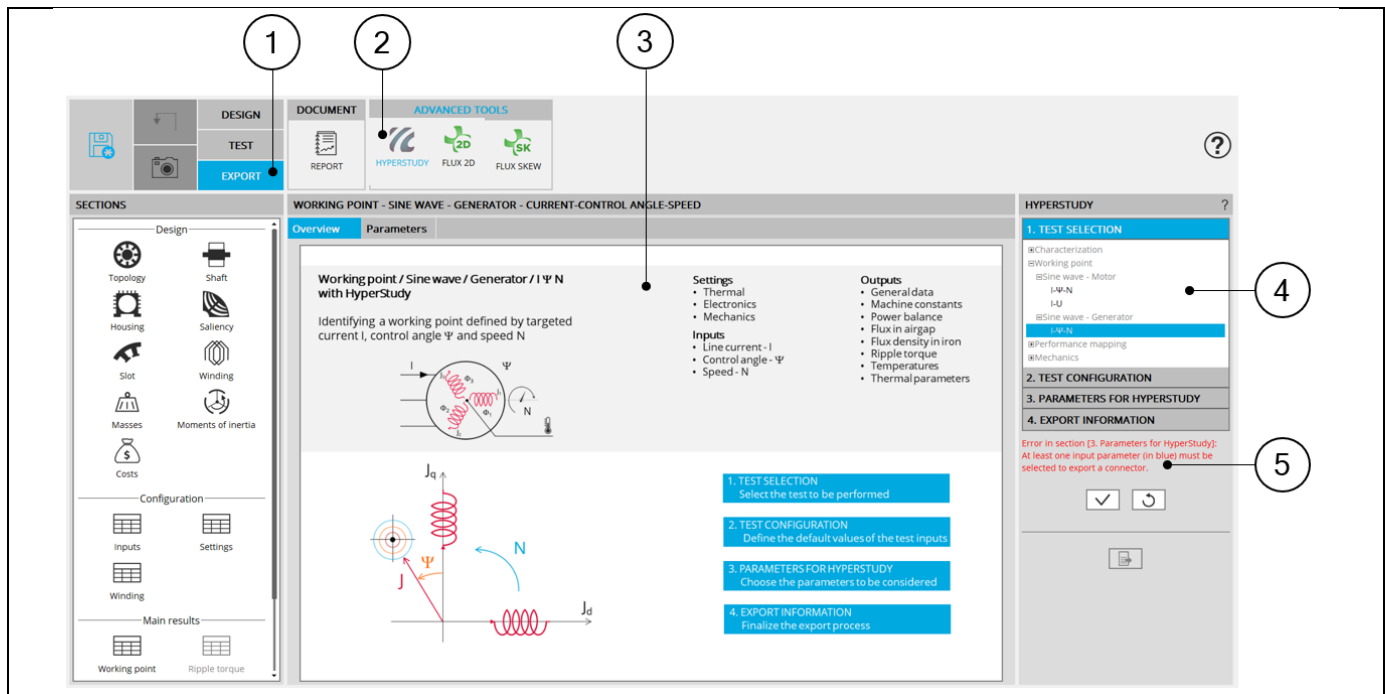 1
2
3
DESIGN
TEST
EXPORT
DOCUMENT
REPORT
ADVANCED TOOLS
HYPERSTUDY
2D
FLUX 2D
SK
FLUX SKEW
?
SECTIONS
Design
Topology
Shaft
Housing
Saliency
Slot
Winding
Masses
Moments of inertia
$
Costs
Configuration
Inputs
Settings
Winding
Main results
Working point
Ripple torque
WORKING POINT - SINE WAVE - GENERATOR - CURRENT-CONTROL ANGLE-SPEED
Overview
Parameters
Working point / Sine wave / Generator / I Ψ N
with HyperStudy
Identifying a working point defined by targeted
current I, control angle Ψ and speed N
Settings
• Thermal
• Electronics
• Mechanics
Inputs
• Line current - I
• Control angle - Ψ
• Speed - N
Outputs
• General data
• Machine constants
• Power balance
• Flux in airgap
• Flux density in iron
• Ripple torque
• Temperatures
• Thermal parameters
I
Ψ
N
Jq
Ψ
J
N
Jd
1. TEST SELECTION
Select the test to be performed
2. TEST CONFIGURATION
Define the default values of the test inputs
3. PARAMETERS FOR HYPERSTUDY
Choose the parameters to be considered
4. EXPORT INFORMATION
Finalize the export process
HYPERSTUDY
?
1. TEST SELECTION
Characterization
Working point
Sine wave - Motor
I-Ψ-N
I-U
Sine wave - Generator
I-Ψ-N
Performance mapping
Mechanics
2. TEST CONFIGURATION
3. PARAMETERS FOR HYPERSTUDY
4. EXPORT INFORMATION
Error in section [3. Parameters for HyperStudy]:
At least one input parameter (in blue) must be
selected to export a connector.
4
5